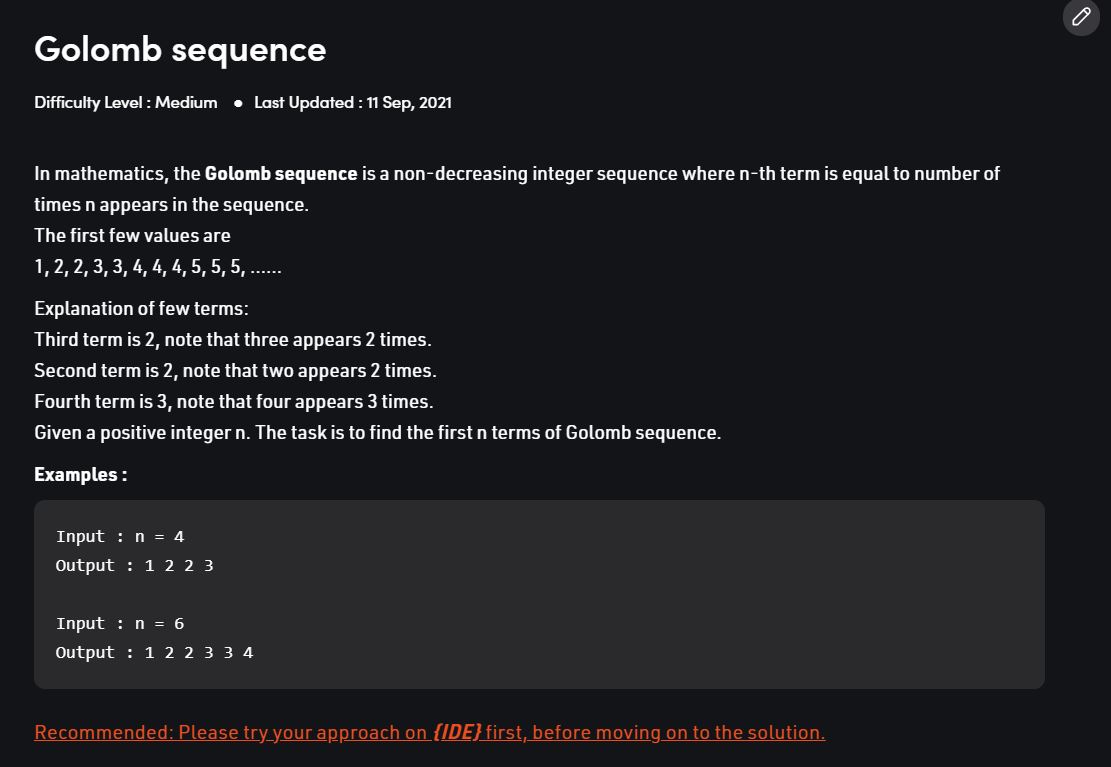 Golomb sequence
Difficulty Level : Medium ● Last Updated : 11 Sep, 2021
In mathematics, the Golomb sequence is a non-decreasing integer sequence where n-th term is equal to number of
times n appears in the sequence.
The first few values are
1, 2, 2, 3, 3, 4, 4, 4, 5, 5, 5, ……
Explanation of few terms:
Third term is 2, note that three appears 2 times.
Second term is 2, note that two appears 2 times.
Fourth term is 3, note that four appears 3 times.
Given a positive integer n. The task is to find the first n terms of Golomb sequence.
Examples :
Input : n = 4
Output : 1 2 2 3
Input : n = 6
Output : 1 2 2 3 3 4
Recommended: Please try your approach on {IDE} first, before moving on to the solution.